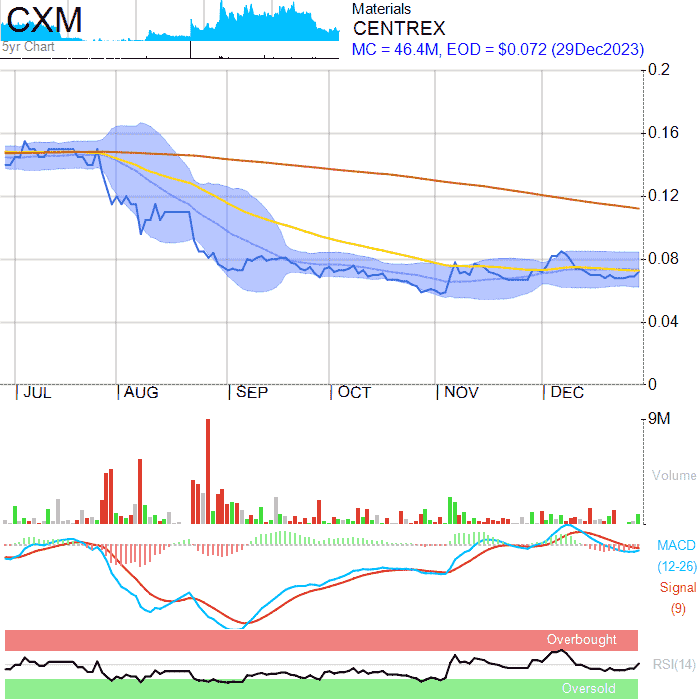 CXM
5yr Chart
Materials
CENTREX
MC = 46.4M, EOD = $0.072 (29Dec2023)
0.2
0.16
0.12
0.08
0.04
0
JUL AUG SEP OCT NOV DEC
9M
Volume
MACD
(12-26)
Signal
(9)
Overbought
RSI(14)
Oversold